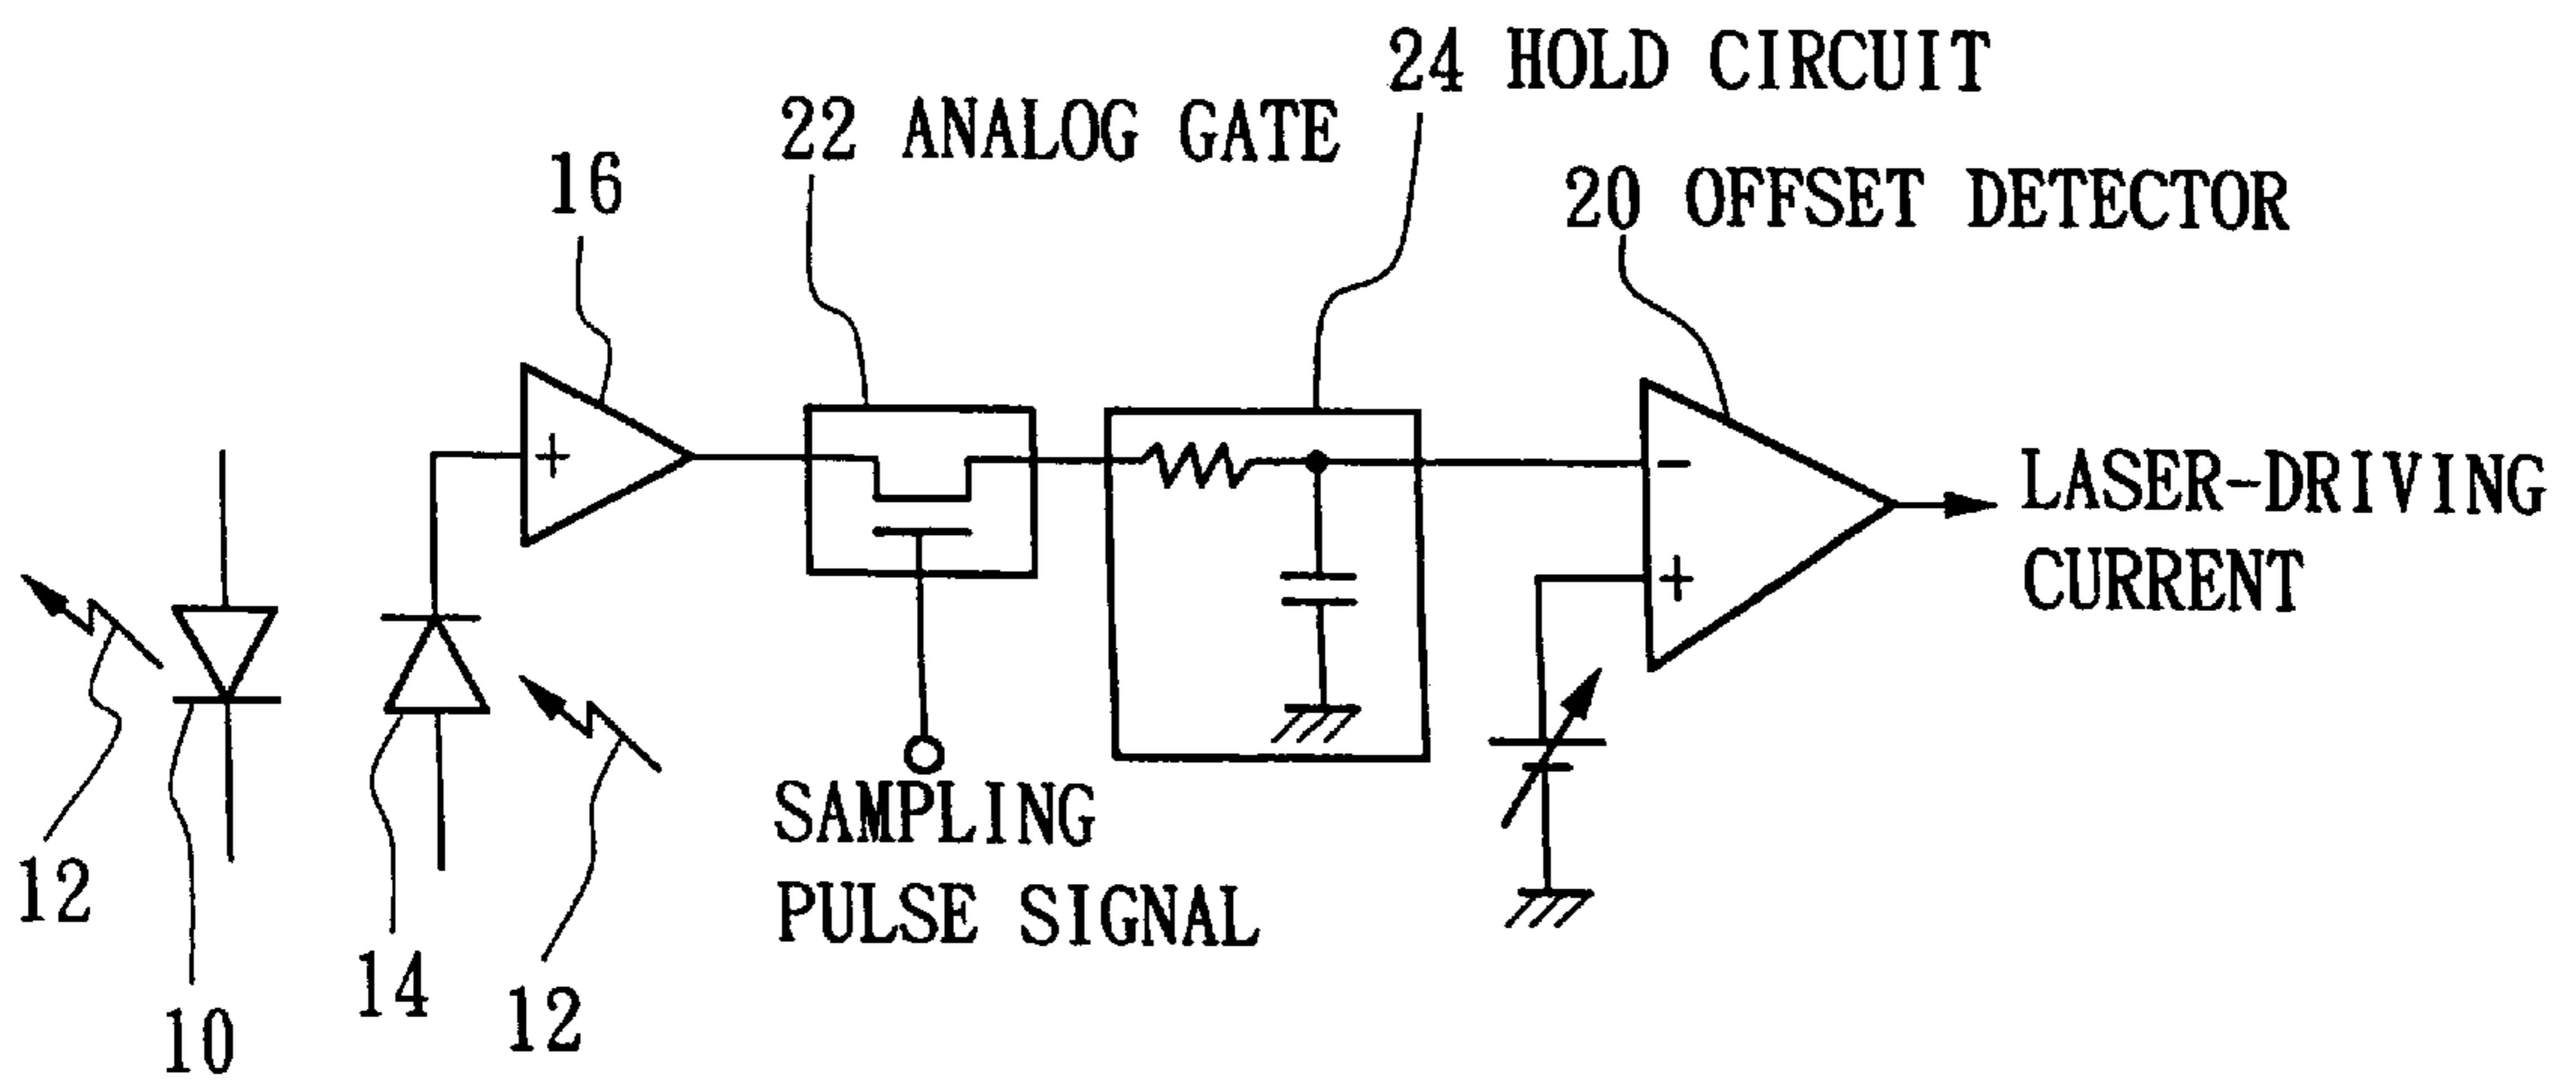 24 HOLD CIRCUIT
22 ANALOG GATE
16
20 OFFSET DETECTOR
+
−
LASER-DRIVING
CURRENT
+
SAMPLING
PULSE SIGNAL
12
14
12
10